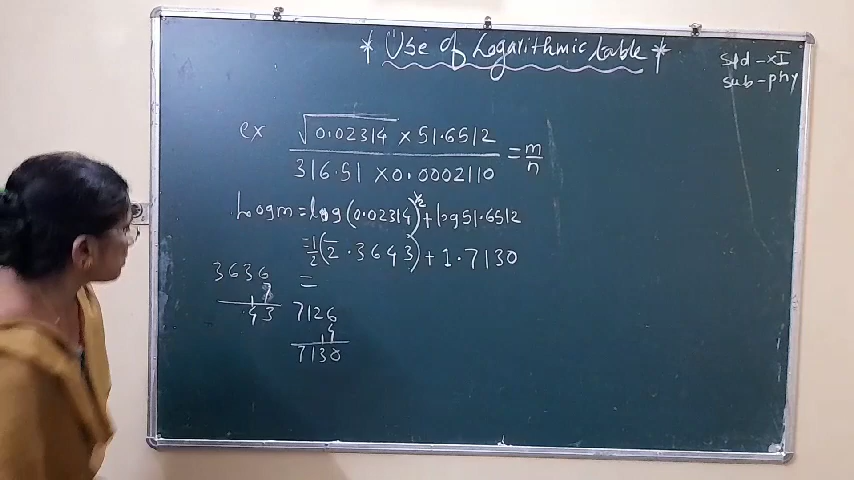 * Use of Logarithmic table *
std - XI
sub - phy
ex √0.02314 × 51.6512 / 316.51 × 0.0002110 = m/n
Logm = log (0.02314)^1/2 + log 51.6512
= 1/2 (2̅.3643) + 1.7130
3636 =
7
43
7126
4
7130